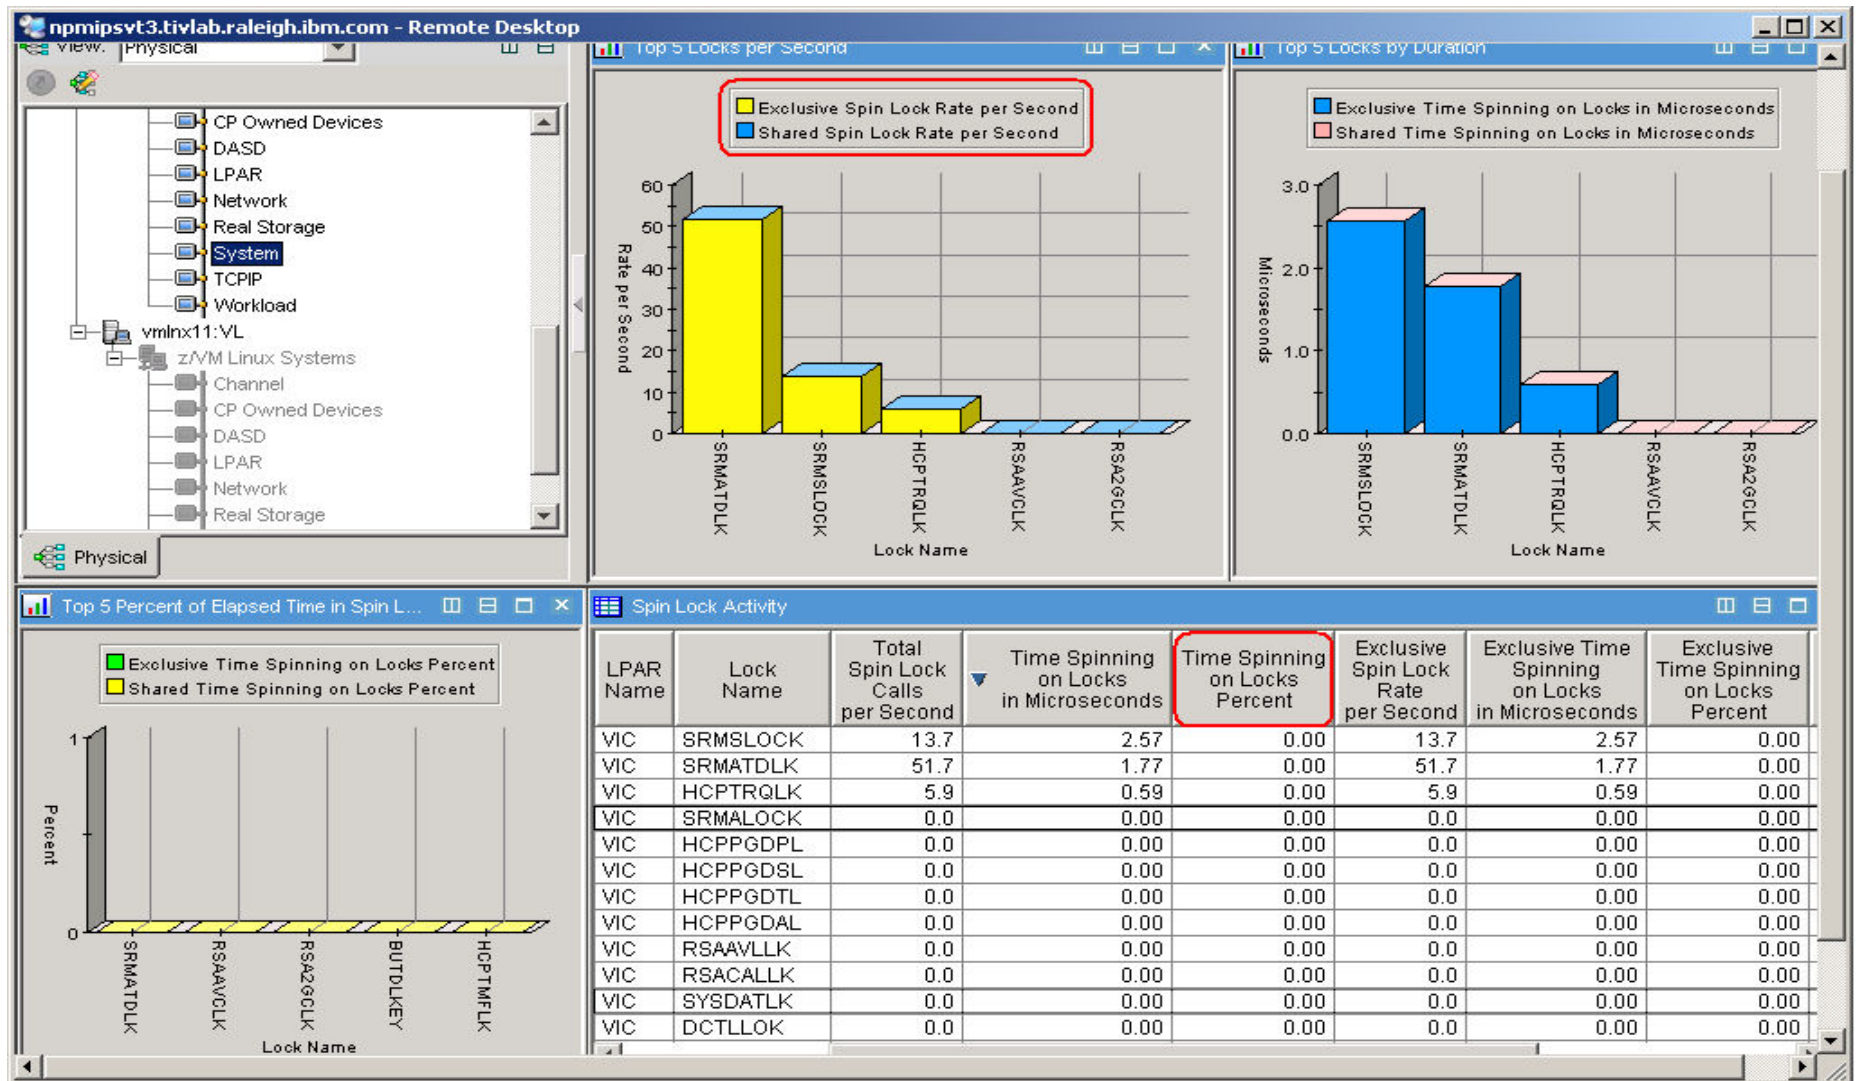 npmipsvt3.tivlab.raleigh.ibm.com - Remote Desktop
View: Physical
CP Owned Devices
DASD
LPAR
Network
Real Storage
System
TCPIP
Workload
vmlnx11:VL
z/VM Linux Systems
Channel
CP Owned Devices
DASD
LPAR
Network
Real Storage
Physical
Top 5 Locks per Second
Exclusive Spin Lock Rate per Second
Shared Spin Lock Rate per Second
60
50
40
30
20
10
0
Rate per Second
SRMATDLK
SRMSLOCK
HCPTRQLK
RSAAVCLK
RSA2GCLK
Lock Name
Top 5 Locks by Duration
Exclusive Time Spinning on Locks in Microseconds
Shared Time Spinning on Locks in Microseconds
3.0
2.0
1.0
0.0
Microseconds
SRMSLOCK
SRMATDLK
HCPTRQLK
RSAAVCLK
RSA2GCLK
Lock Name
Top 5 Percent of Elapsed Time in Spin L...
Exclusive Time Spinning on Locks Percent
Shared Time Spinning on Locks Percent
1
0
Percent
SRMATDLK
RSAAVCLK
RSA2GCLK
BUTDLKEY
HCPTMFLK
Lock Name
Spin Lock Activity
LPAR Name | Lock Name | Total Spin Lock Calls per Second | Time Spinning on Locks in Microseconds | Time Spinning on Locks Percent | Exclusive Spin Lock Rate per Second | Exclusive Time Spinning on Locks in Microseconds | Exclusive Time Spinning on Locks Percent
VIC SRMSLOCK 13.7 2.57 0.00 13.7 2.57 0.00
VIC SRMATDLK 51.7 1.77 0.00 51.7 1.77 0.00
VIC HCPTRQLK 5.9 0.59 0.00 5.9 0.59 0.00
VIC SRMALOCK 0.0 0.00 0.00 0.0 0.00 0.00
VIC HCPPGDPL 0.0 0.00 0.00 0.0 0.00 0.00
VIC HCPPGDSL 0.0 0.00 0.00 0.0 0.00 0.00
VIC HCPPGDTL 0.0 0.00 0.00 0.0 0.00 0.00
VIC HCPPGDAL 0.0 0.00 0.00 0.0 0.00 0.00
VIC RSAAVLLK 0.0 0.00 0.00 0.0 0.00 0.00
VIC RSACALLK 0.0 0.00 0.00 0.0 0.00 0.00
VIC SYSDATLK 0.0 0.00 0.00 0.0 0.00 0.00
VIC DCTLLOK 0.0 0.00 0.00 0.0 0.00 0.00